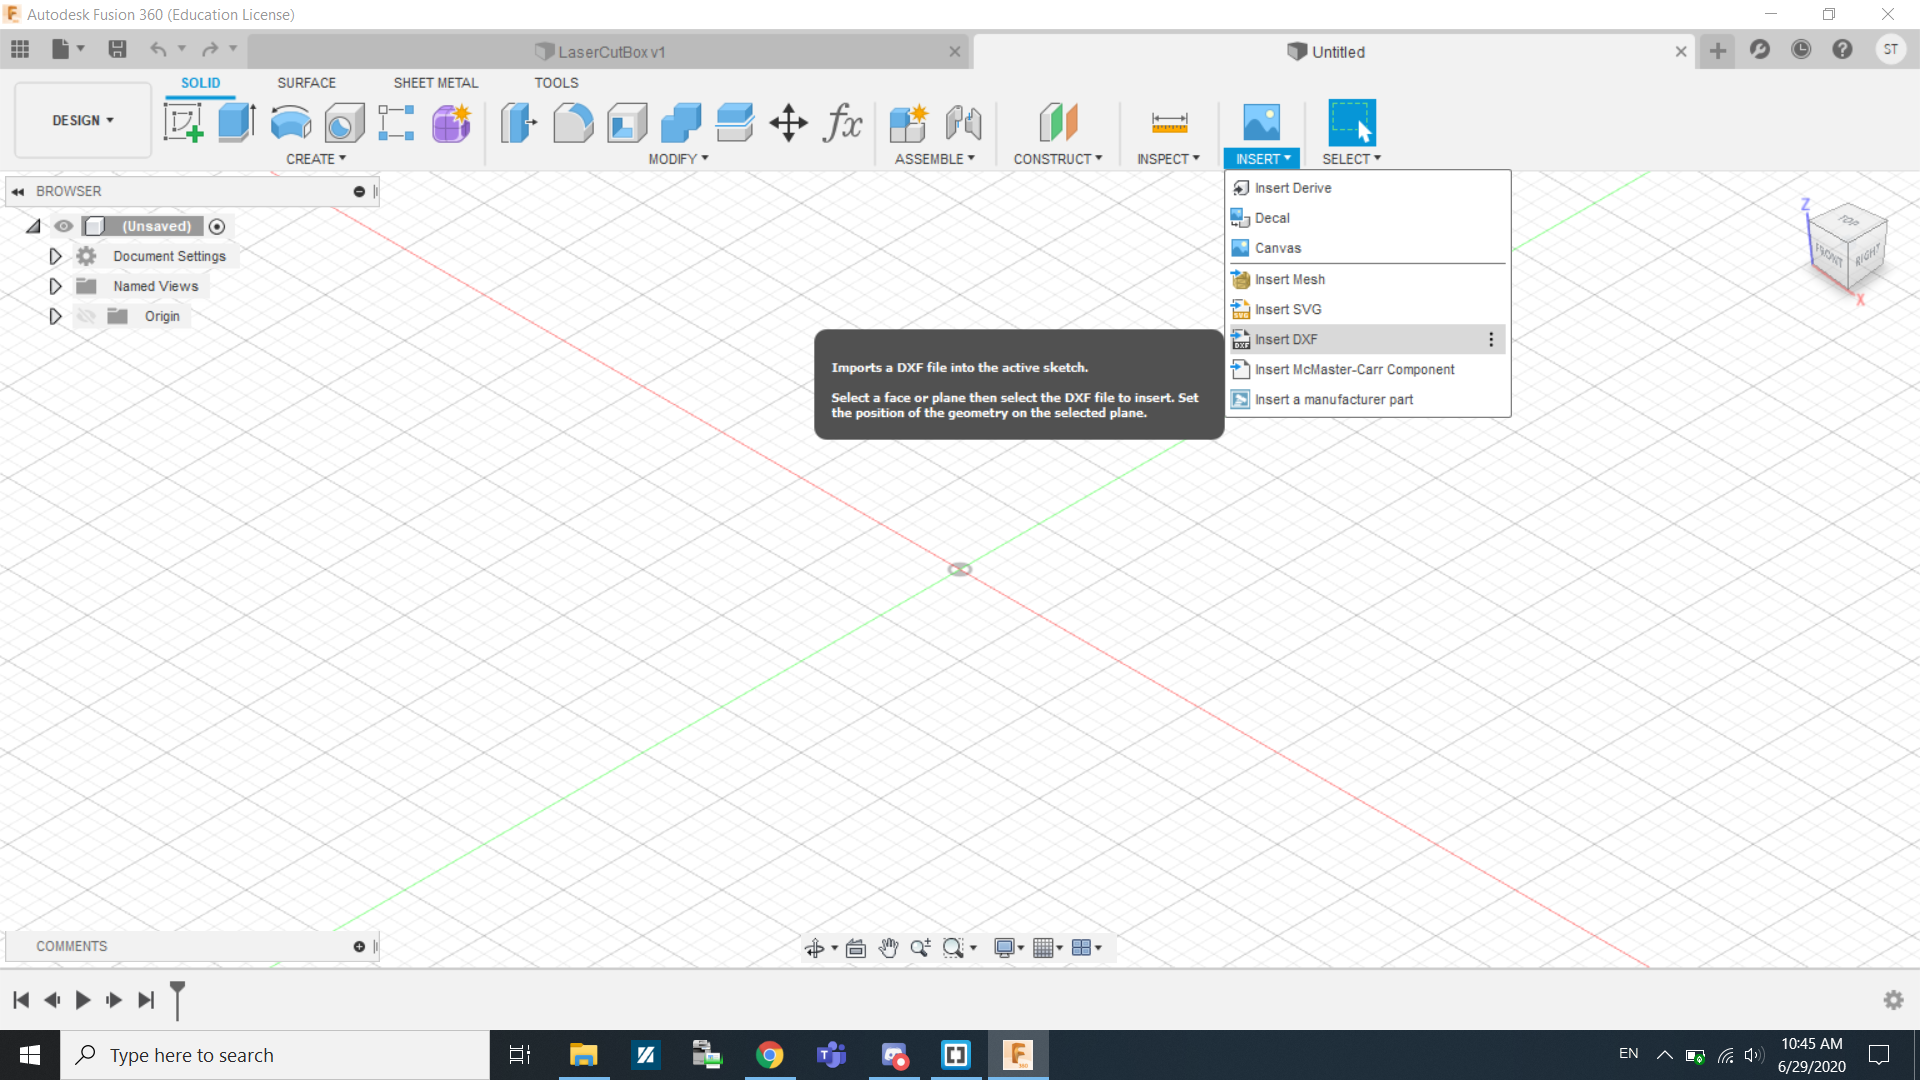 Autodesk Fusion 360 (Education License)
LaserCutBox v1
Untitled
ST
SOLID
SURFACE
SHEET METAL
TOOLS
DESIGN
CREATE
MODIFY
ASSEMBLE
CONSTRUCT
INSPECT
INSERT
SELECT
BROWSER
(Unsaved)
Document Settings
Named Views
Origin
Insert Derive
Decal
Canvas
Insert Mesh
Insert SVG
Insert DXF
Insert McMaster-Carr Component
Insert a manufacturer part
Imports a DXF file into the active sketch.
Select a face or plane then select the DXF file to insert. Set
the position of the geometry on the selected plane.
Z
TOP
FRONT
RIGHT
X
COMMENTS
Type here to search
EN
10:45 AM
6/29/2020